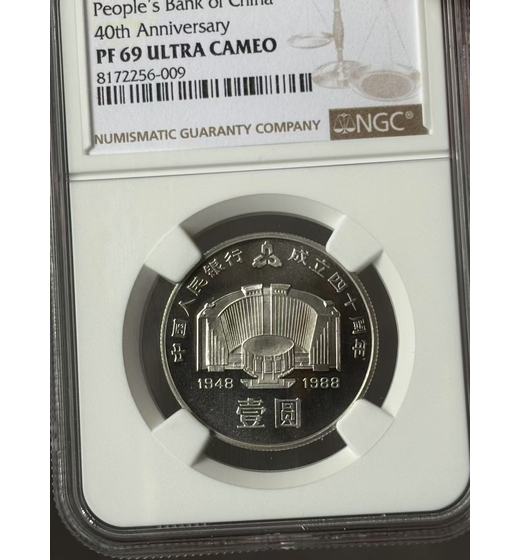 People's Bank of China
40th Anniversary
PF 69 ULTRA CAMEO
8172256-009
NUMISMATIC GUARANTY COMPANY
NGC
中国人民银行 成立四十周年
1948 1988
壹圆